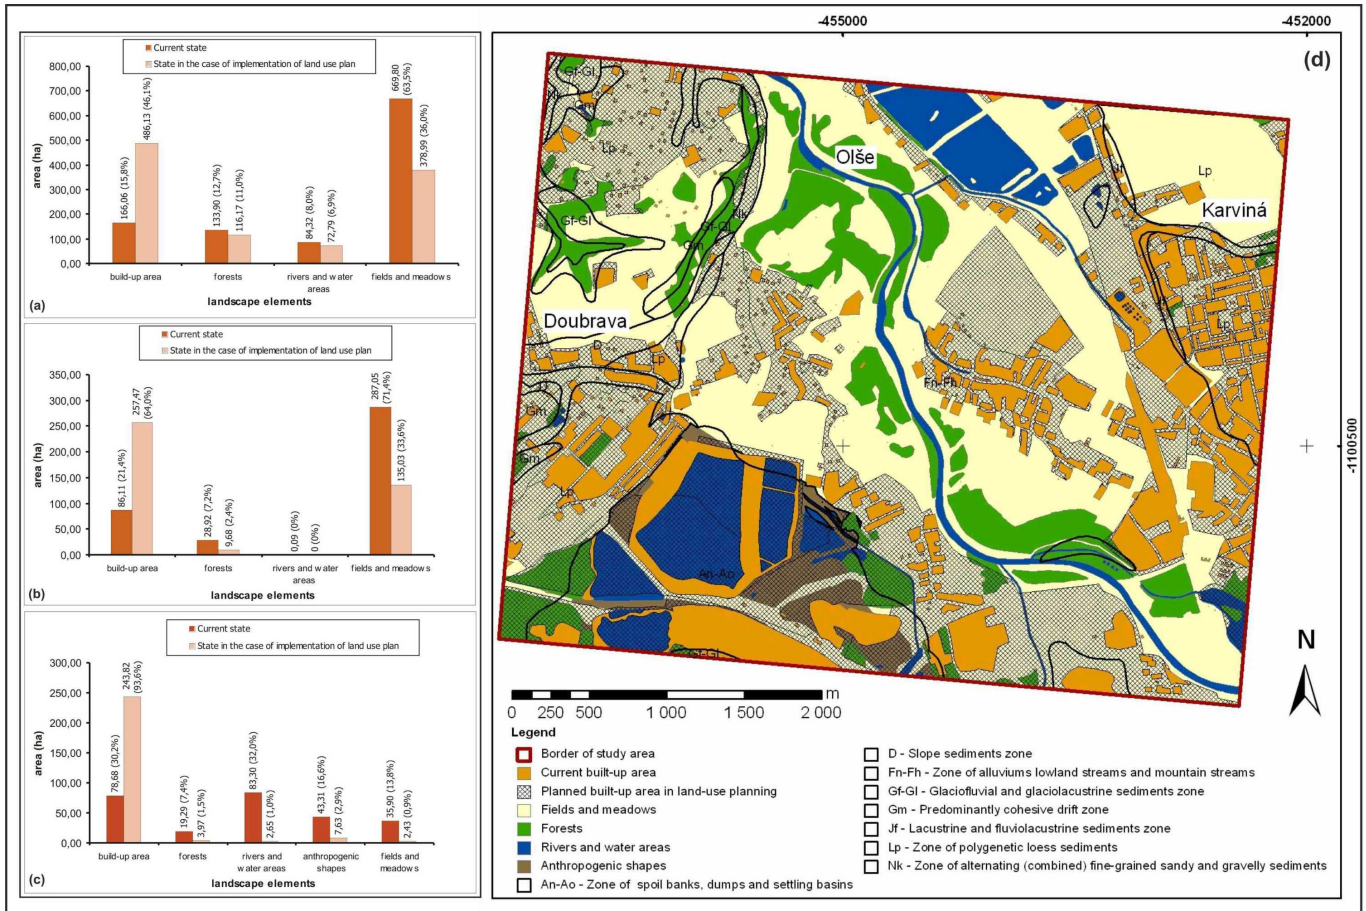 Current state
State in the case of implementation of land use plan
800,00
700,00
600,00
500,00
400,00
300,00
200,00
100,00
0,00
area (ha)
166,06 (15,8%)
486,13 (46,1%)
133,90 (12,7%)
116,17 (11,0%)
84,32 (8,0%)
72,79 (6,9%)
669,80
(63,5%)
378,99 (36,0%)
build-up area
forests
rivers and water
areas
fields and meadows
landscape elements
(a)
Current state
State in the case of implementation of land use plan
350,00
300,00
250,00
200,00
150,00
100,00
50,00
0,00
area (ha)
86,11 (21,4%)
257,47
(64,0%)
28,92 (7,2%)
9,68 (2,4%)
0,09 (0%)
0 (0%)
287,05
(71,4%)
135,03 (33,6%)
build-up area
forests
rivers and water
areas
fields and meadows
landscape elements
(b)
Current state
State in the case of implementation of land use plan
300,00
250,00
200,00
150,00
100,00
50,00
0,00
area (ha)
78,68 (30,2%)
243,82
(93,6%)
19,29 (7,4%)
3,97 (1,5%)
83,30 (32,0%)
2,65 (1,0%)
43,31 (16,6%)
7,63 (2,9%)
35,90 (13,8%)
2,43 (0,9%)
build-up area
forests
rivers and
water areas
anthropogenic
shapes
fields and
meadows
landscape elements
(c)
-455000
-452000
(d)
Gf-Gl
Lp
Olše
Jf
Lp
Karviná
Gf-Gl
Nk
Gf-Gl
Gm
Jf
Lp
Doubrava
D
Lp
Fn-Fh
Gm
Gm
Lp
-1100500
An-Ao
Gf-Gl
N
m
0 250 500 1 000 1 500 2 000
Legend
Border of study area
Current built-up area
Planned built-up area in land-use planning
Fields and meadows
Forests
Rivers and water areas
Anthropogenic shapes
An-Ao - Zone of spoil banks, dumps and settling basins
D - Slope sediments zone
Fn-Fh - Zone of alluviums lowland streams and mountain streams
Gf-Gl - Glaciofluvial and glaciolacustrine sediments zone
Gm - Predominantly cohesive drift zone
Jf - Lacustrine and fluviolacustrine sediments zone
Lp - Zone of polygenetic loess sediments
Nk - Zone of alternating (combined) fine-grained sandy and gravelly sediments